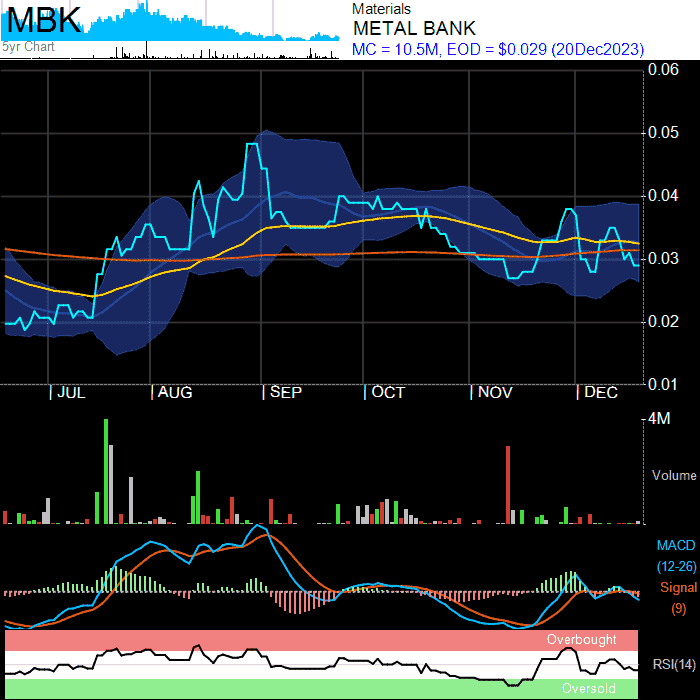 MBK
5yr Chart
Materials
METAL BANK
MC = 10.5M, EOD = $0.029 (20Dec2023)
0.06
0.05
0.04
0.03
0.02
0.01
JUL AUG SEP OCT NOV DEC
4M
Volume
MACD
(12-26)
Signal
(9)
Overbought
RSI(14)
Oversold